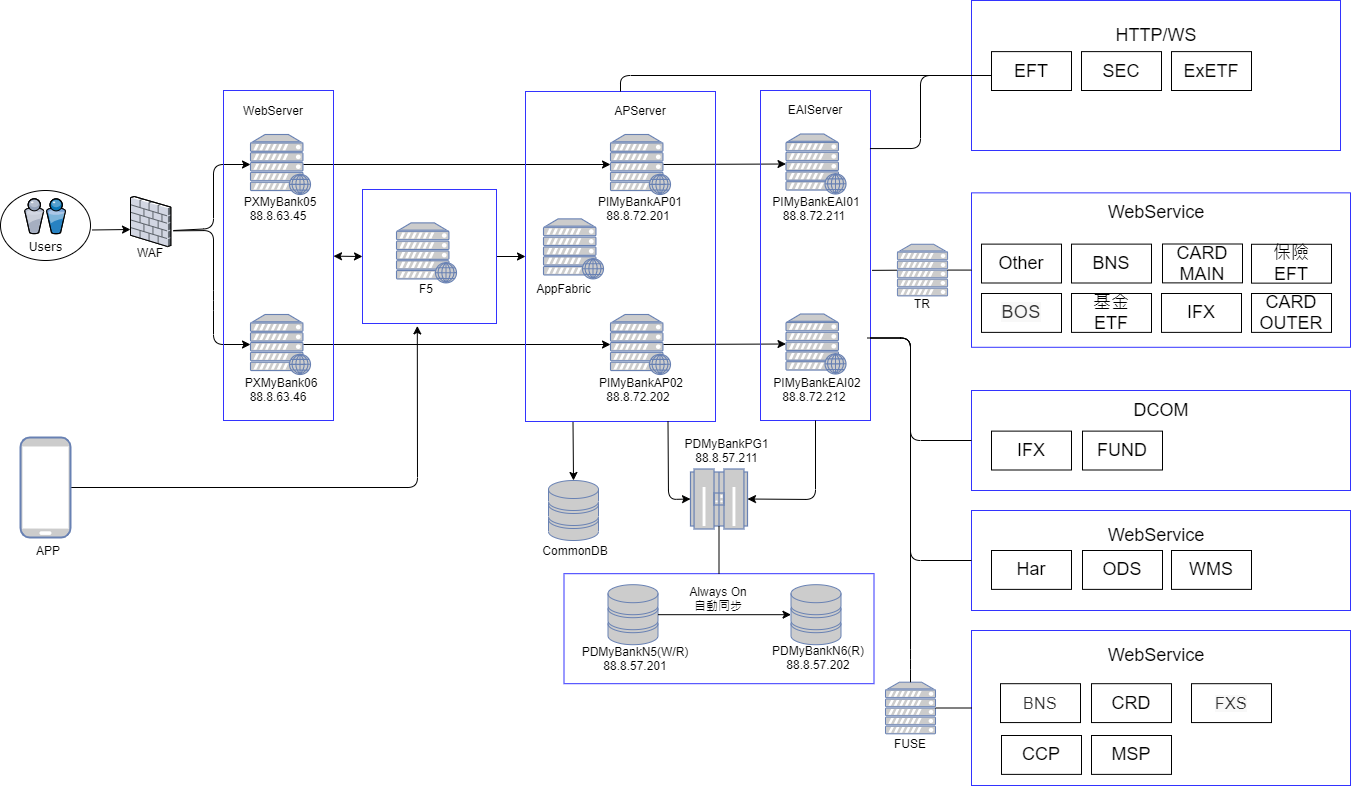 HTTP/WS
EFT
SEC
ExETF
WebServer
APServer
EAIServer
PXMyBank05
88.8.63.45
PIMyBankAP01
88.8.72.201
PIMyBankEAI01
88.8.72.211
Users
WAF
F5
AppFabric
TR
WebService
Other
BNS
CARD
MAIN
保險
EFT
BOS
基金
ETF
IFX
CARD
OUTER
PXMyBank06
88.8.63.46
PIMyBankAP02
88.8.72.202
PIMyBankEAI02
88.8.72.212
DCOM
IFX
FUND
PDMyBankPG1
88.8.57.211
APP
CommonDB
WebService
Har
ODS
WMS
Always On
自動同步
PDMyBankN5(W/R)
88.8.57.201
PDMyBankN6(R)
88.8.57.202
FUSE
WebService
BNS
CRD
FXS
CCP
MSP